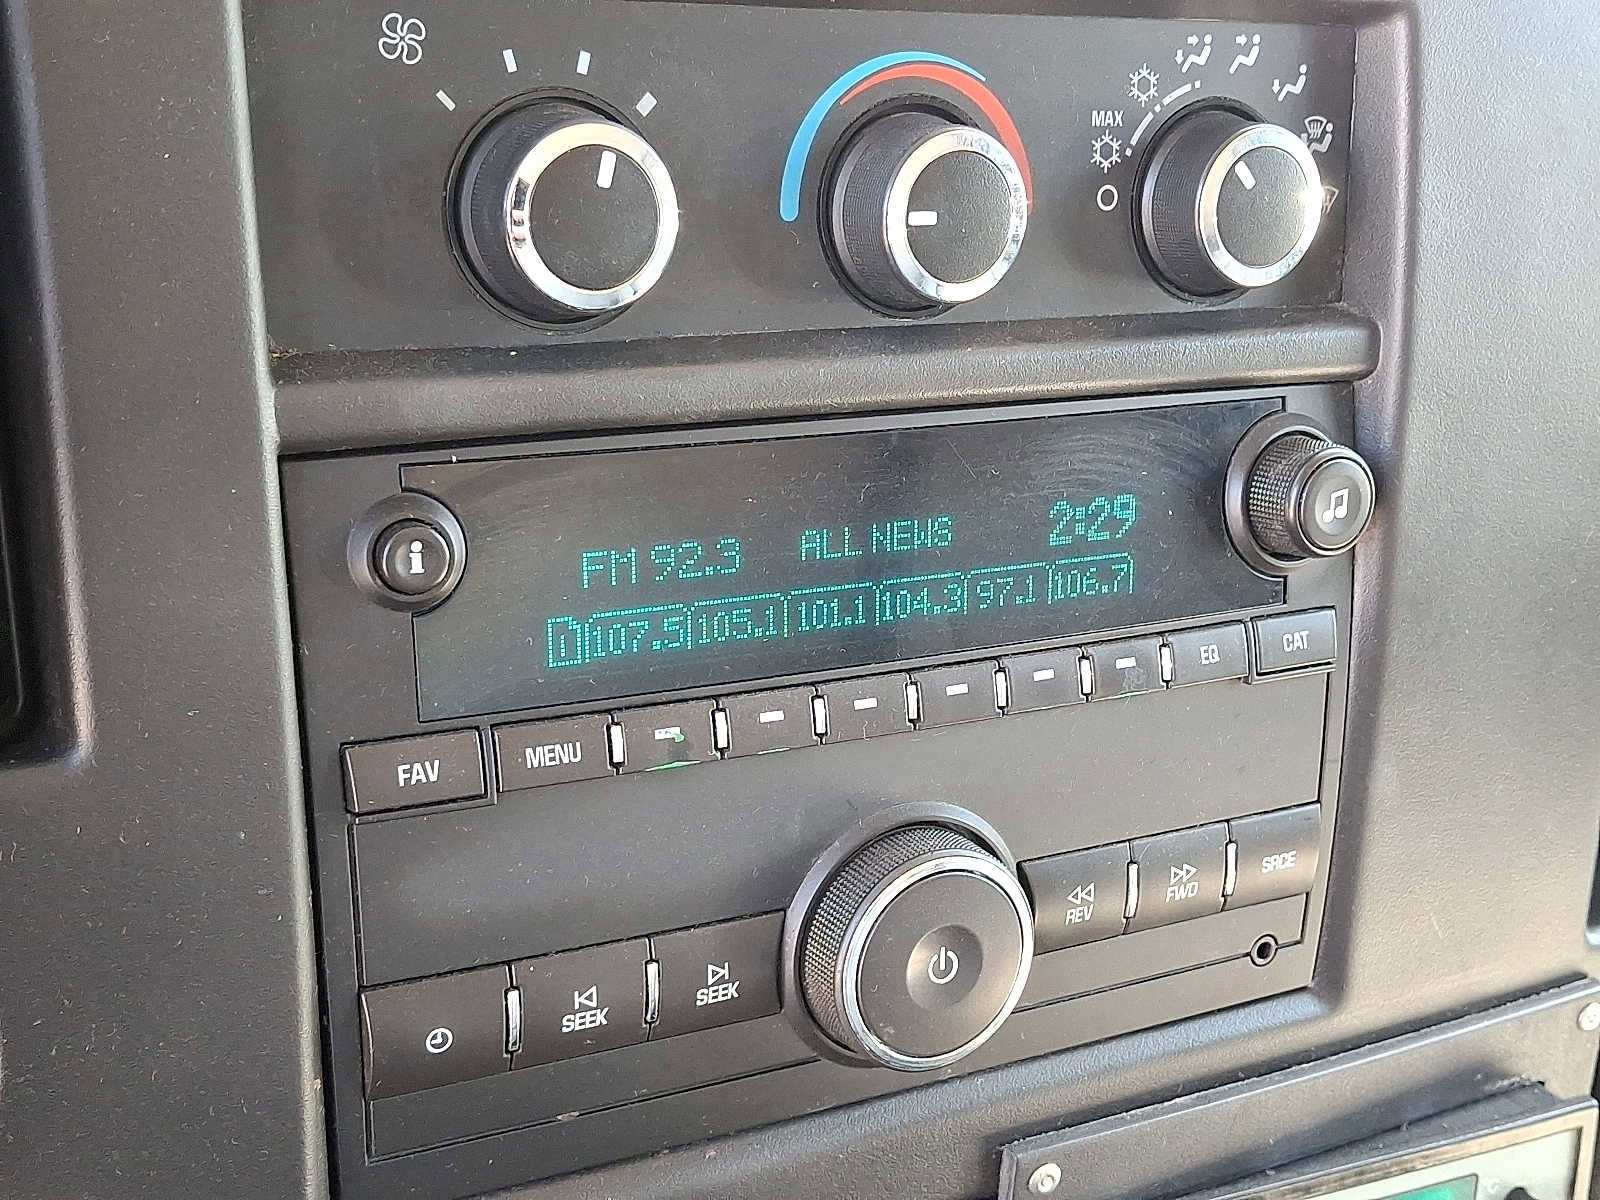 MAX
O
i
FM 92.3 ALL NEWS 2:29
1 107.5 105.1 101.1 104.3 97.1 106.7
FAV MENU EQ CAT
REV FWD SRCE
SEEK SEEK